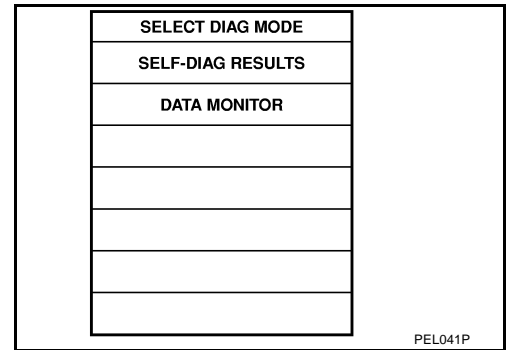 SELECT DIAG MODE
SELF-DIAG RESULTS
DATA MONITOR
PEL041P